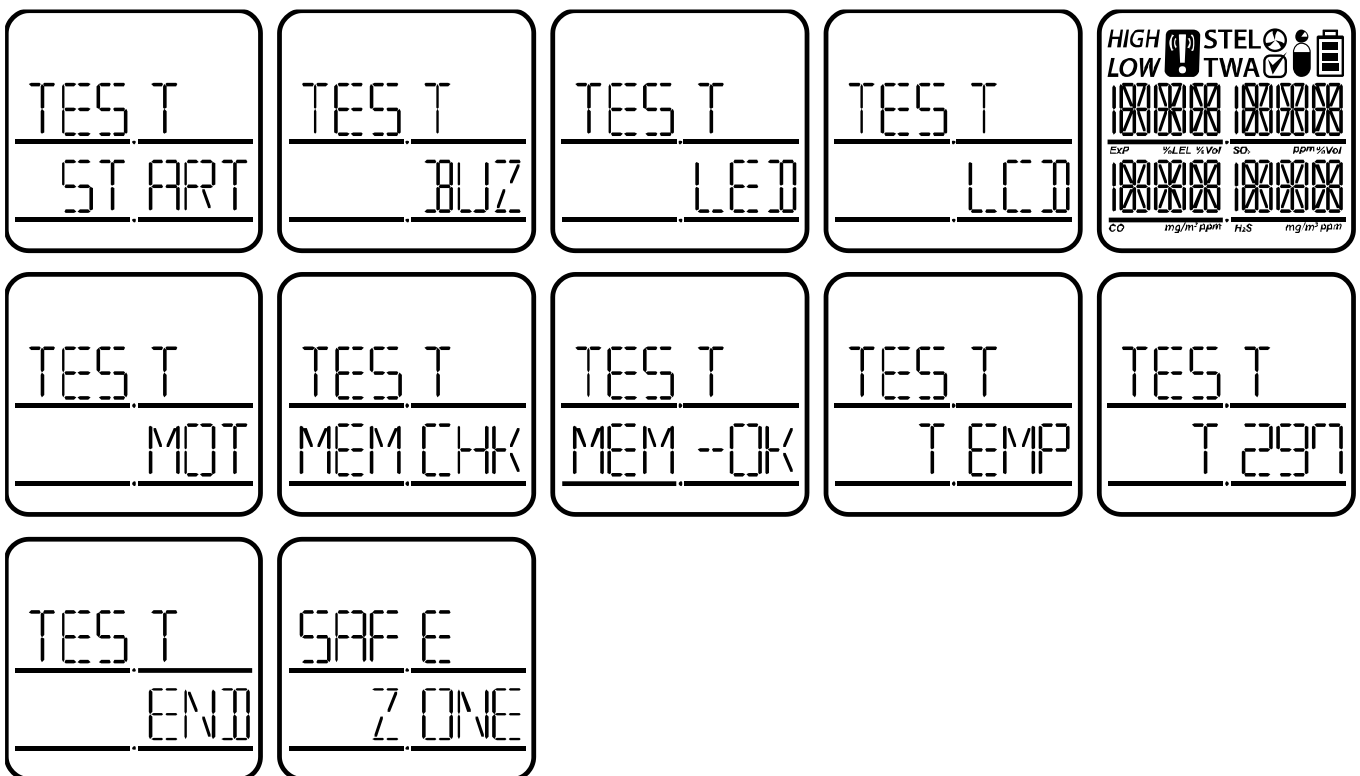 TEST
START
TEST
BUZ
TEST
LED
TEST
LCD
HIGH STEL
LOW TWA
ExP %LEL %Vol SO₂ ppm %Vol
CO mg/m³ ppm H₂S mg/m³ ppm
TEST
MOT
TEST
MEM CHK
TEST
MEM -OK
TEST
TEMP
TEST
T 297
TEST
END
SAFE
ZONE